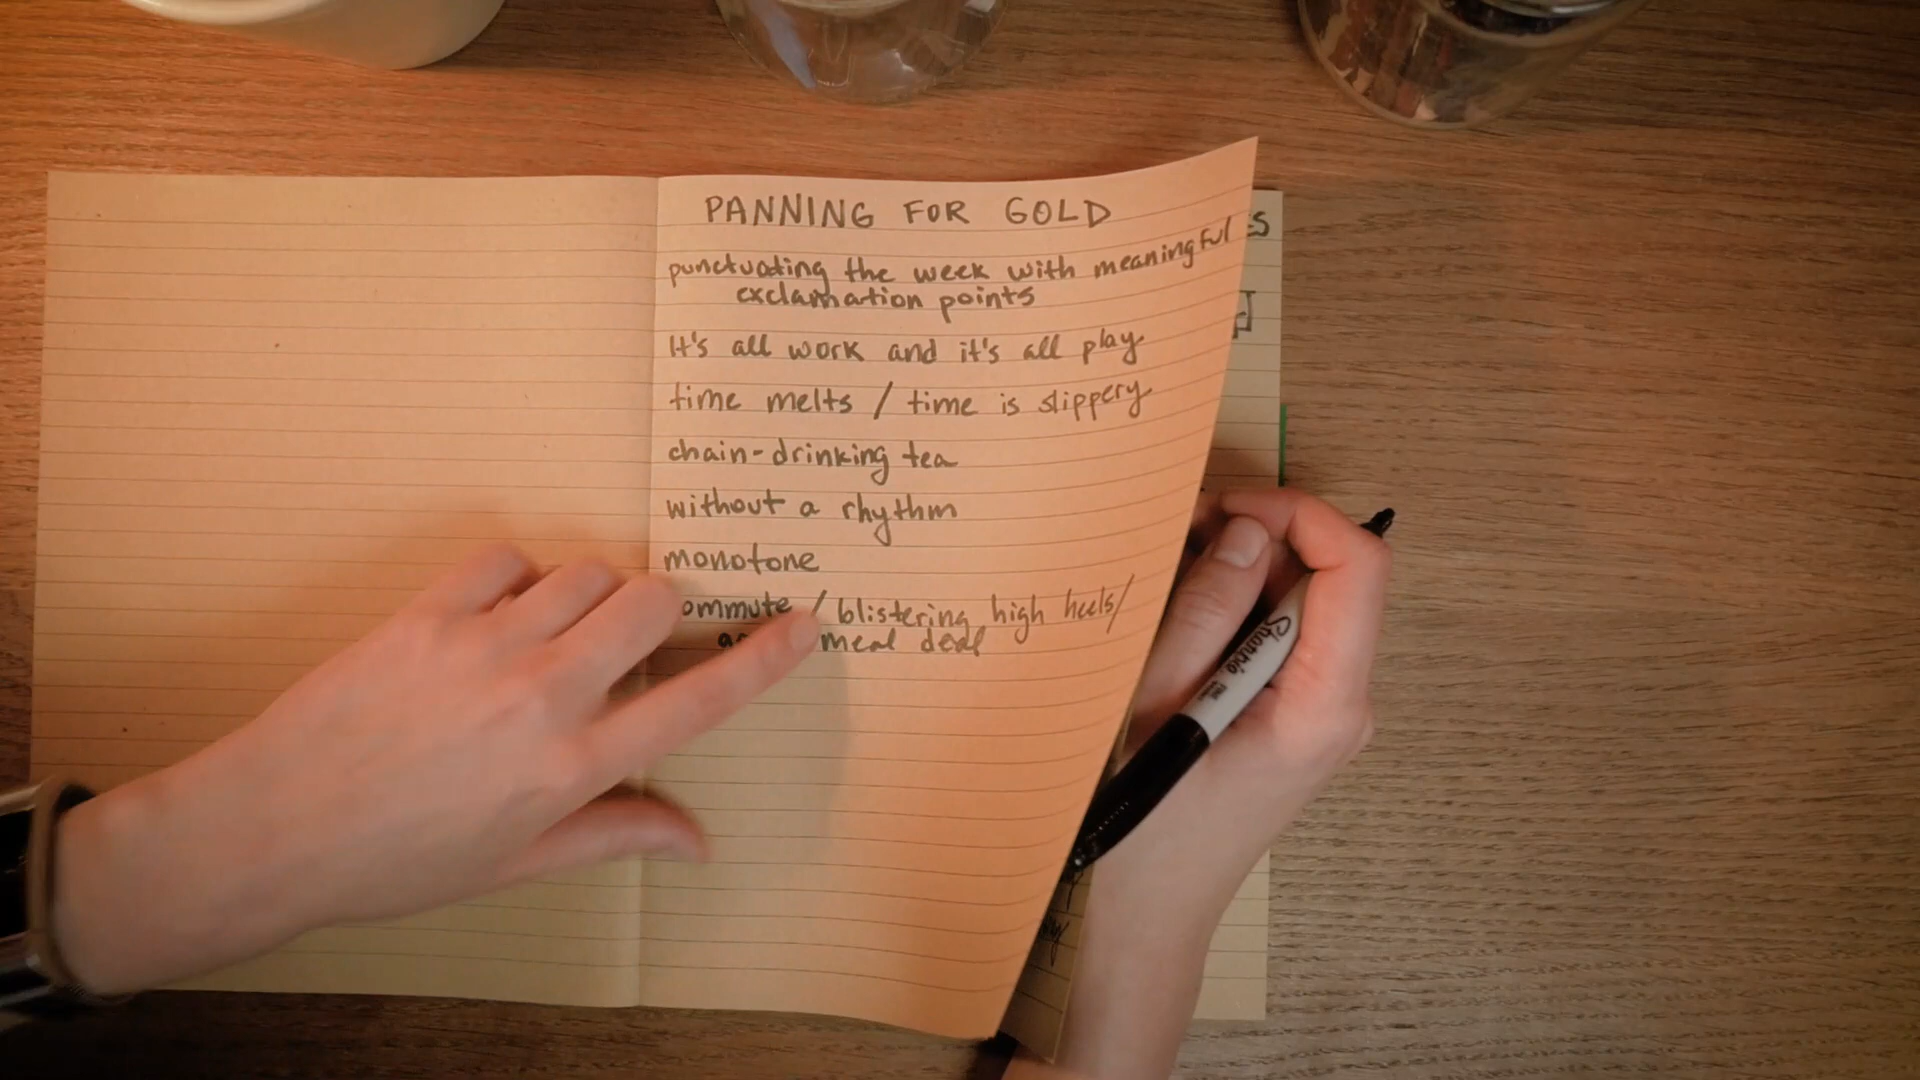 PANNING FOR GOLD
punctuating the week with meaningful
exclamation points
It's all work and it's all play
time melts / time is slippery
chain-drinking tea
without a rhythm
monotone
/ blistering high heels/
meal deal
Sharpie